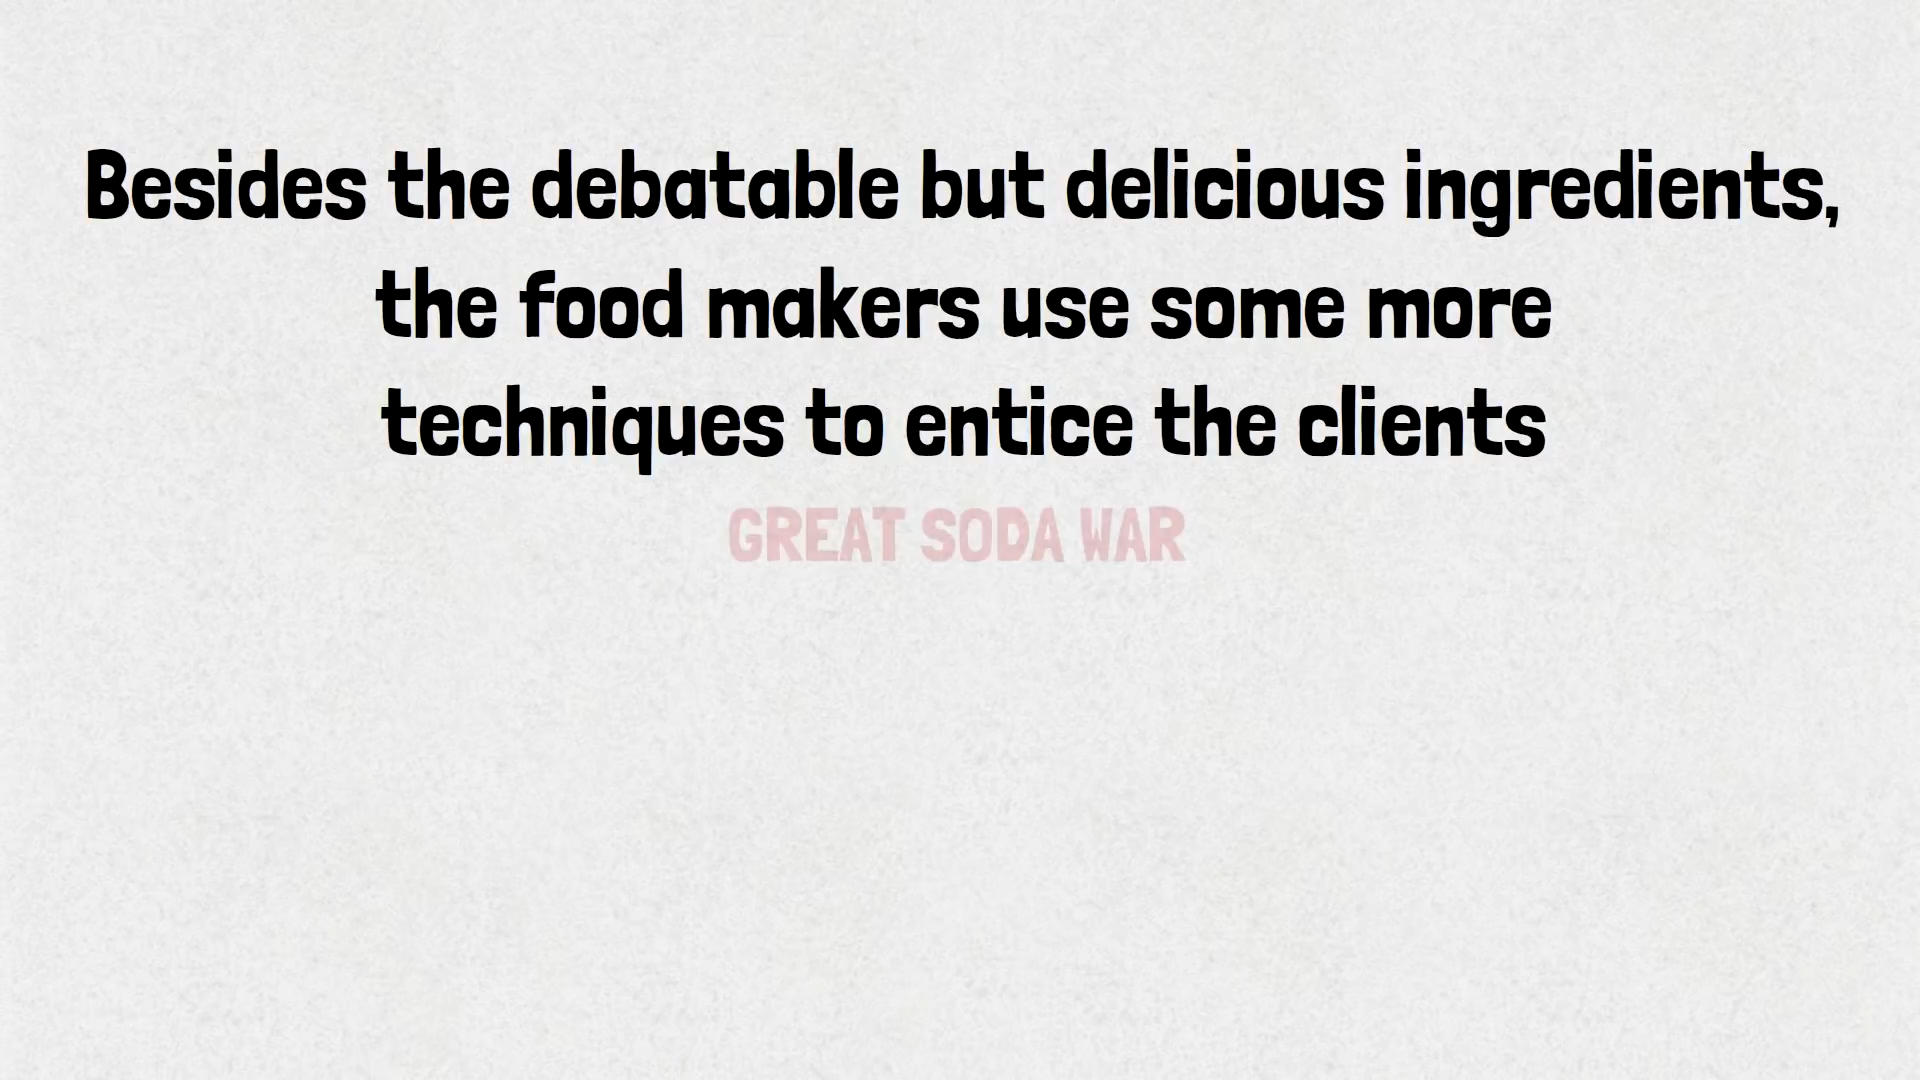 Besides the debatable but delicious ingredients,
the food makers use some more
techniques to entice the clients
GREAT SODA WAR